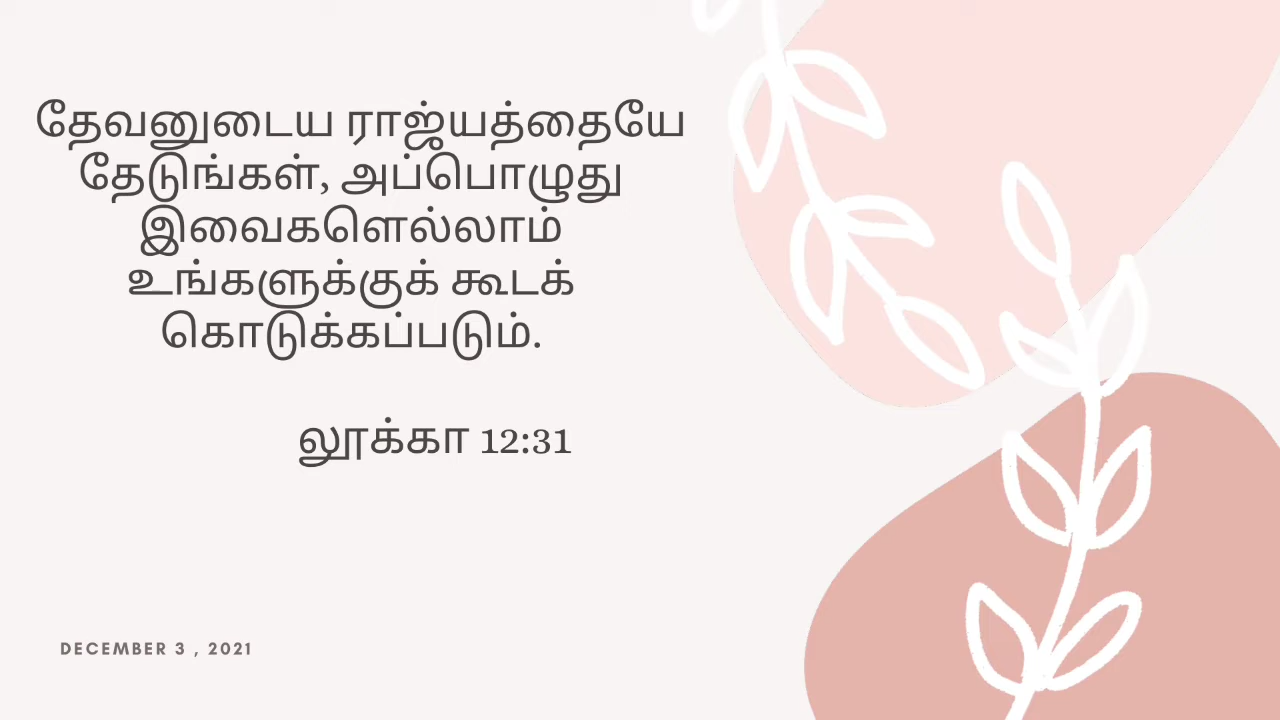 தேவனுடைய ராஜ்யத்தையே
தேடுங்கள், அப்பொழுது
இவைகளெல்லாம்
உங்களுக்குக் கூடக்
கொடுக்கப்படும்.
லூக்கா 12:31
DECEMBER 3 , 2021